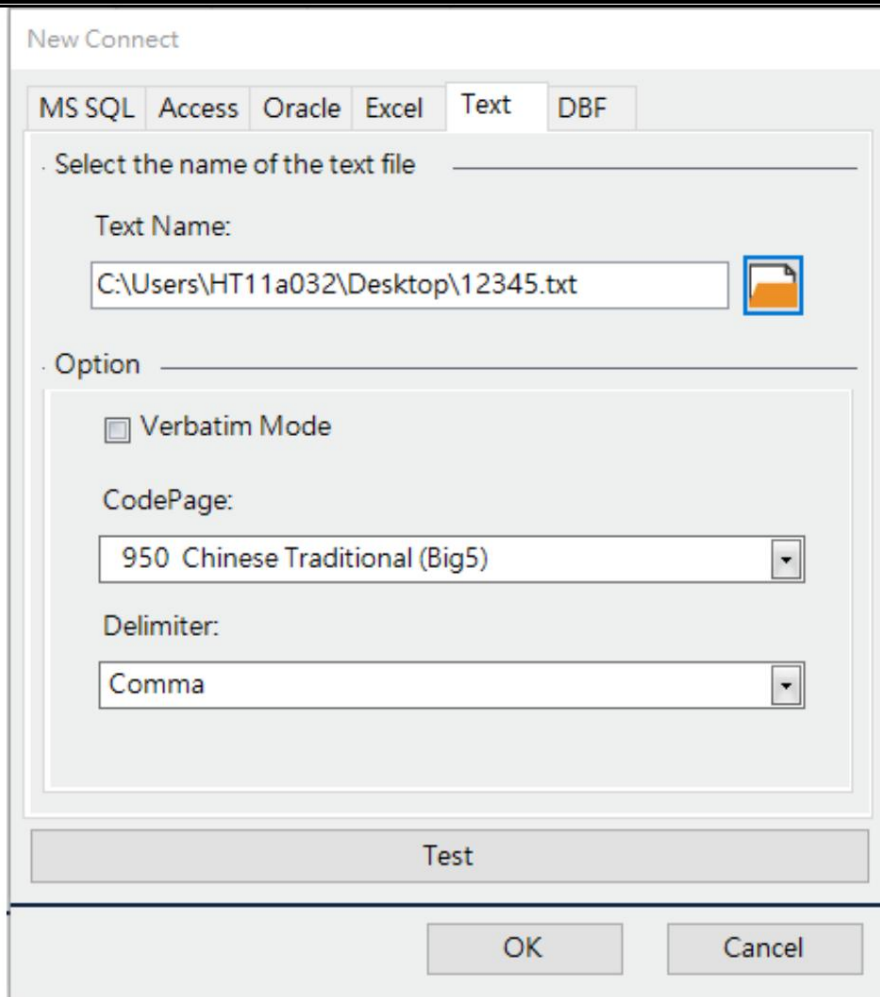 New Connect
MS SQL Access Oracle Excel Text DBF
Select the name of the text file
Text Name:
C:\Users\HT11a032\Desktop\12345.txt
Option
Verbatim Mode
CodePage:
950 Chinese Traditional (Big5)
Delimiter:
Comma
Test
OK Cancel